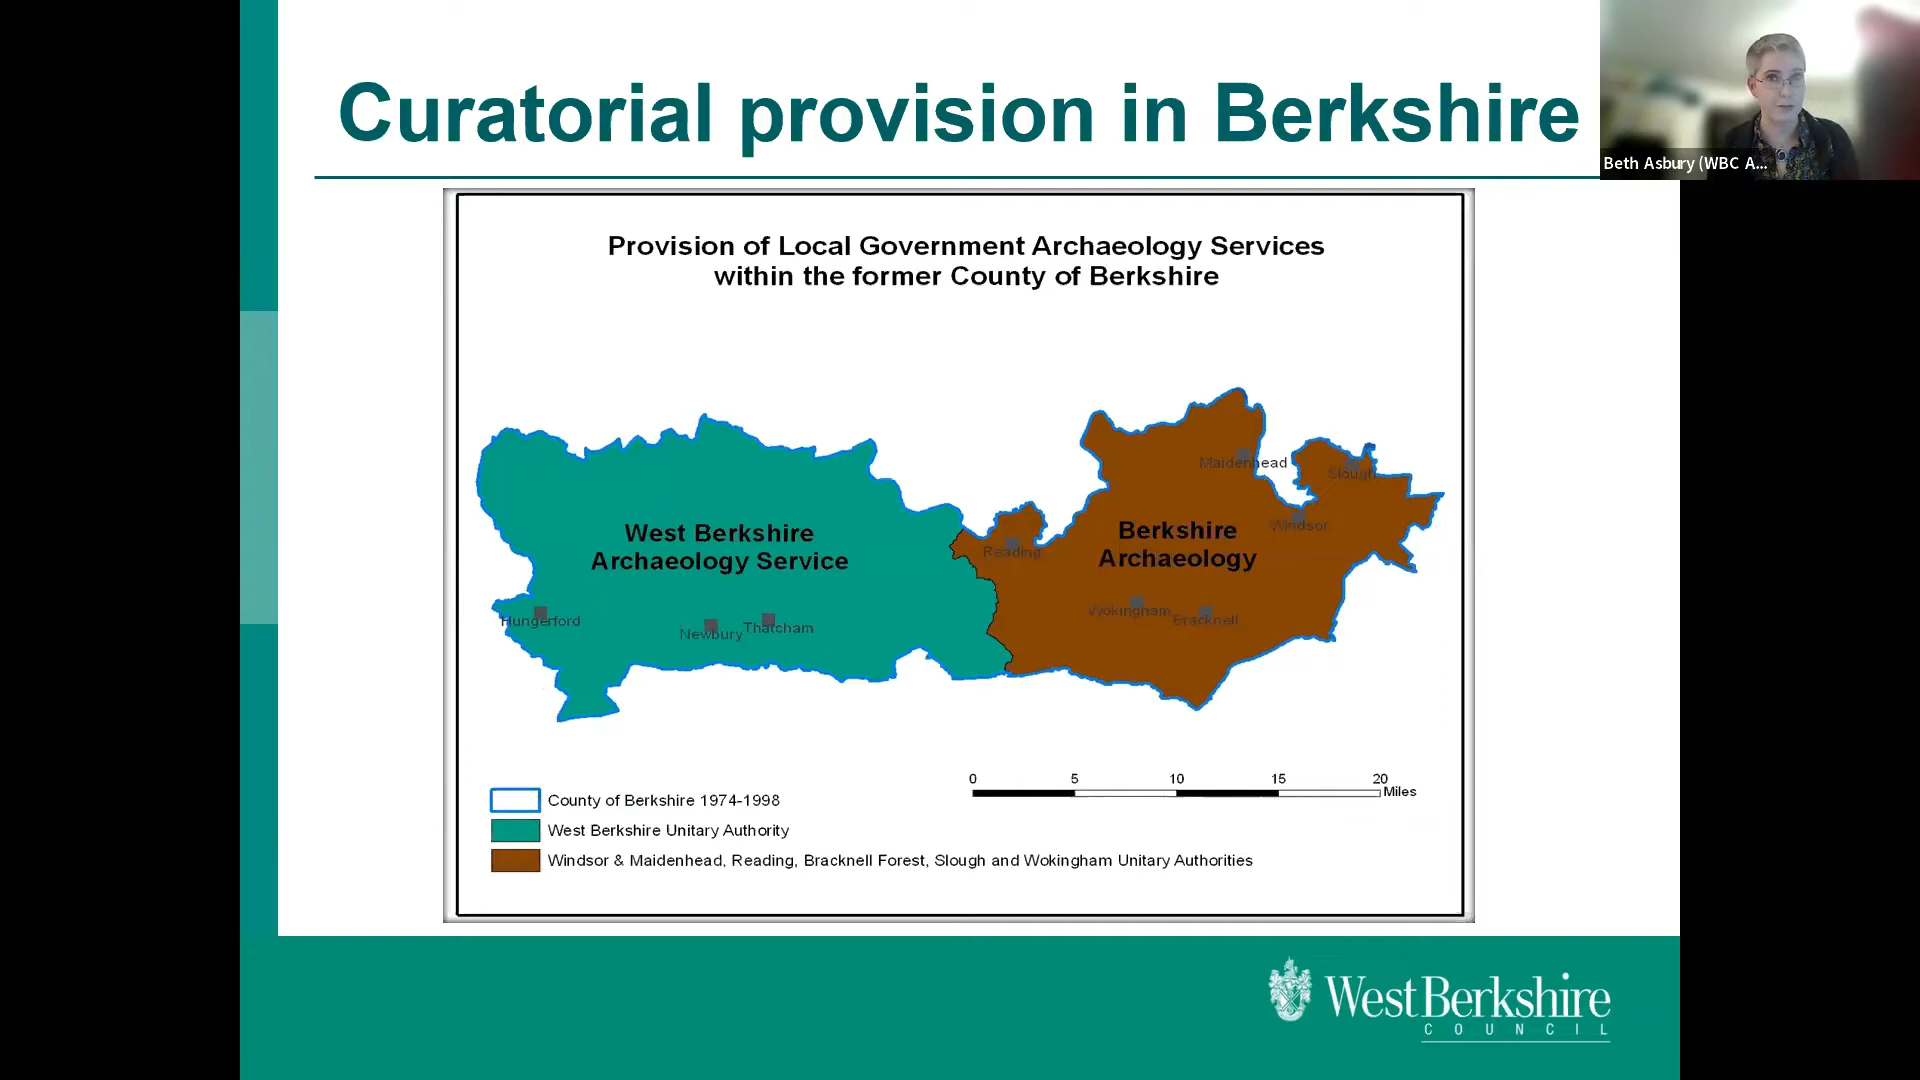 Curatorial provision in Berkshire
Beth Asbury (WBC A...
Provision of Local Government Archaeology Services
within the former County of Berkshire
Maidenhead
Slough
Windsor
West Berkshire
Archaeology Service
Berkshire
Archaeology
Reading
Wokingham
Bracknell
Hungerford
Newbury
Thatcham
0 5 10 15 20
Miles
County of Berkshire 1974-1998
West Berkshire Unitary Authority
Windsor & Maidenhead, Reading, Bracknell Forest, Slough and Wokingham Unitary Authorities
West Berkshire
COUNCIL